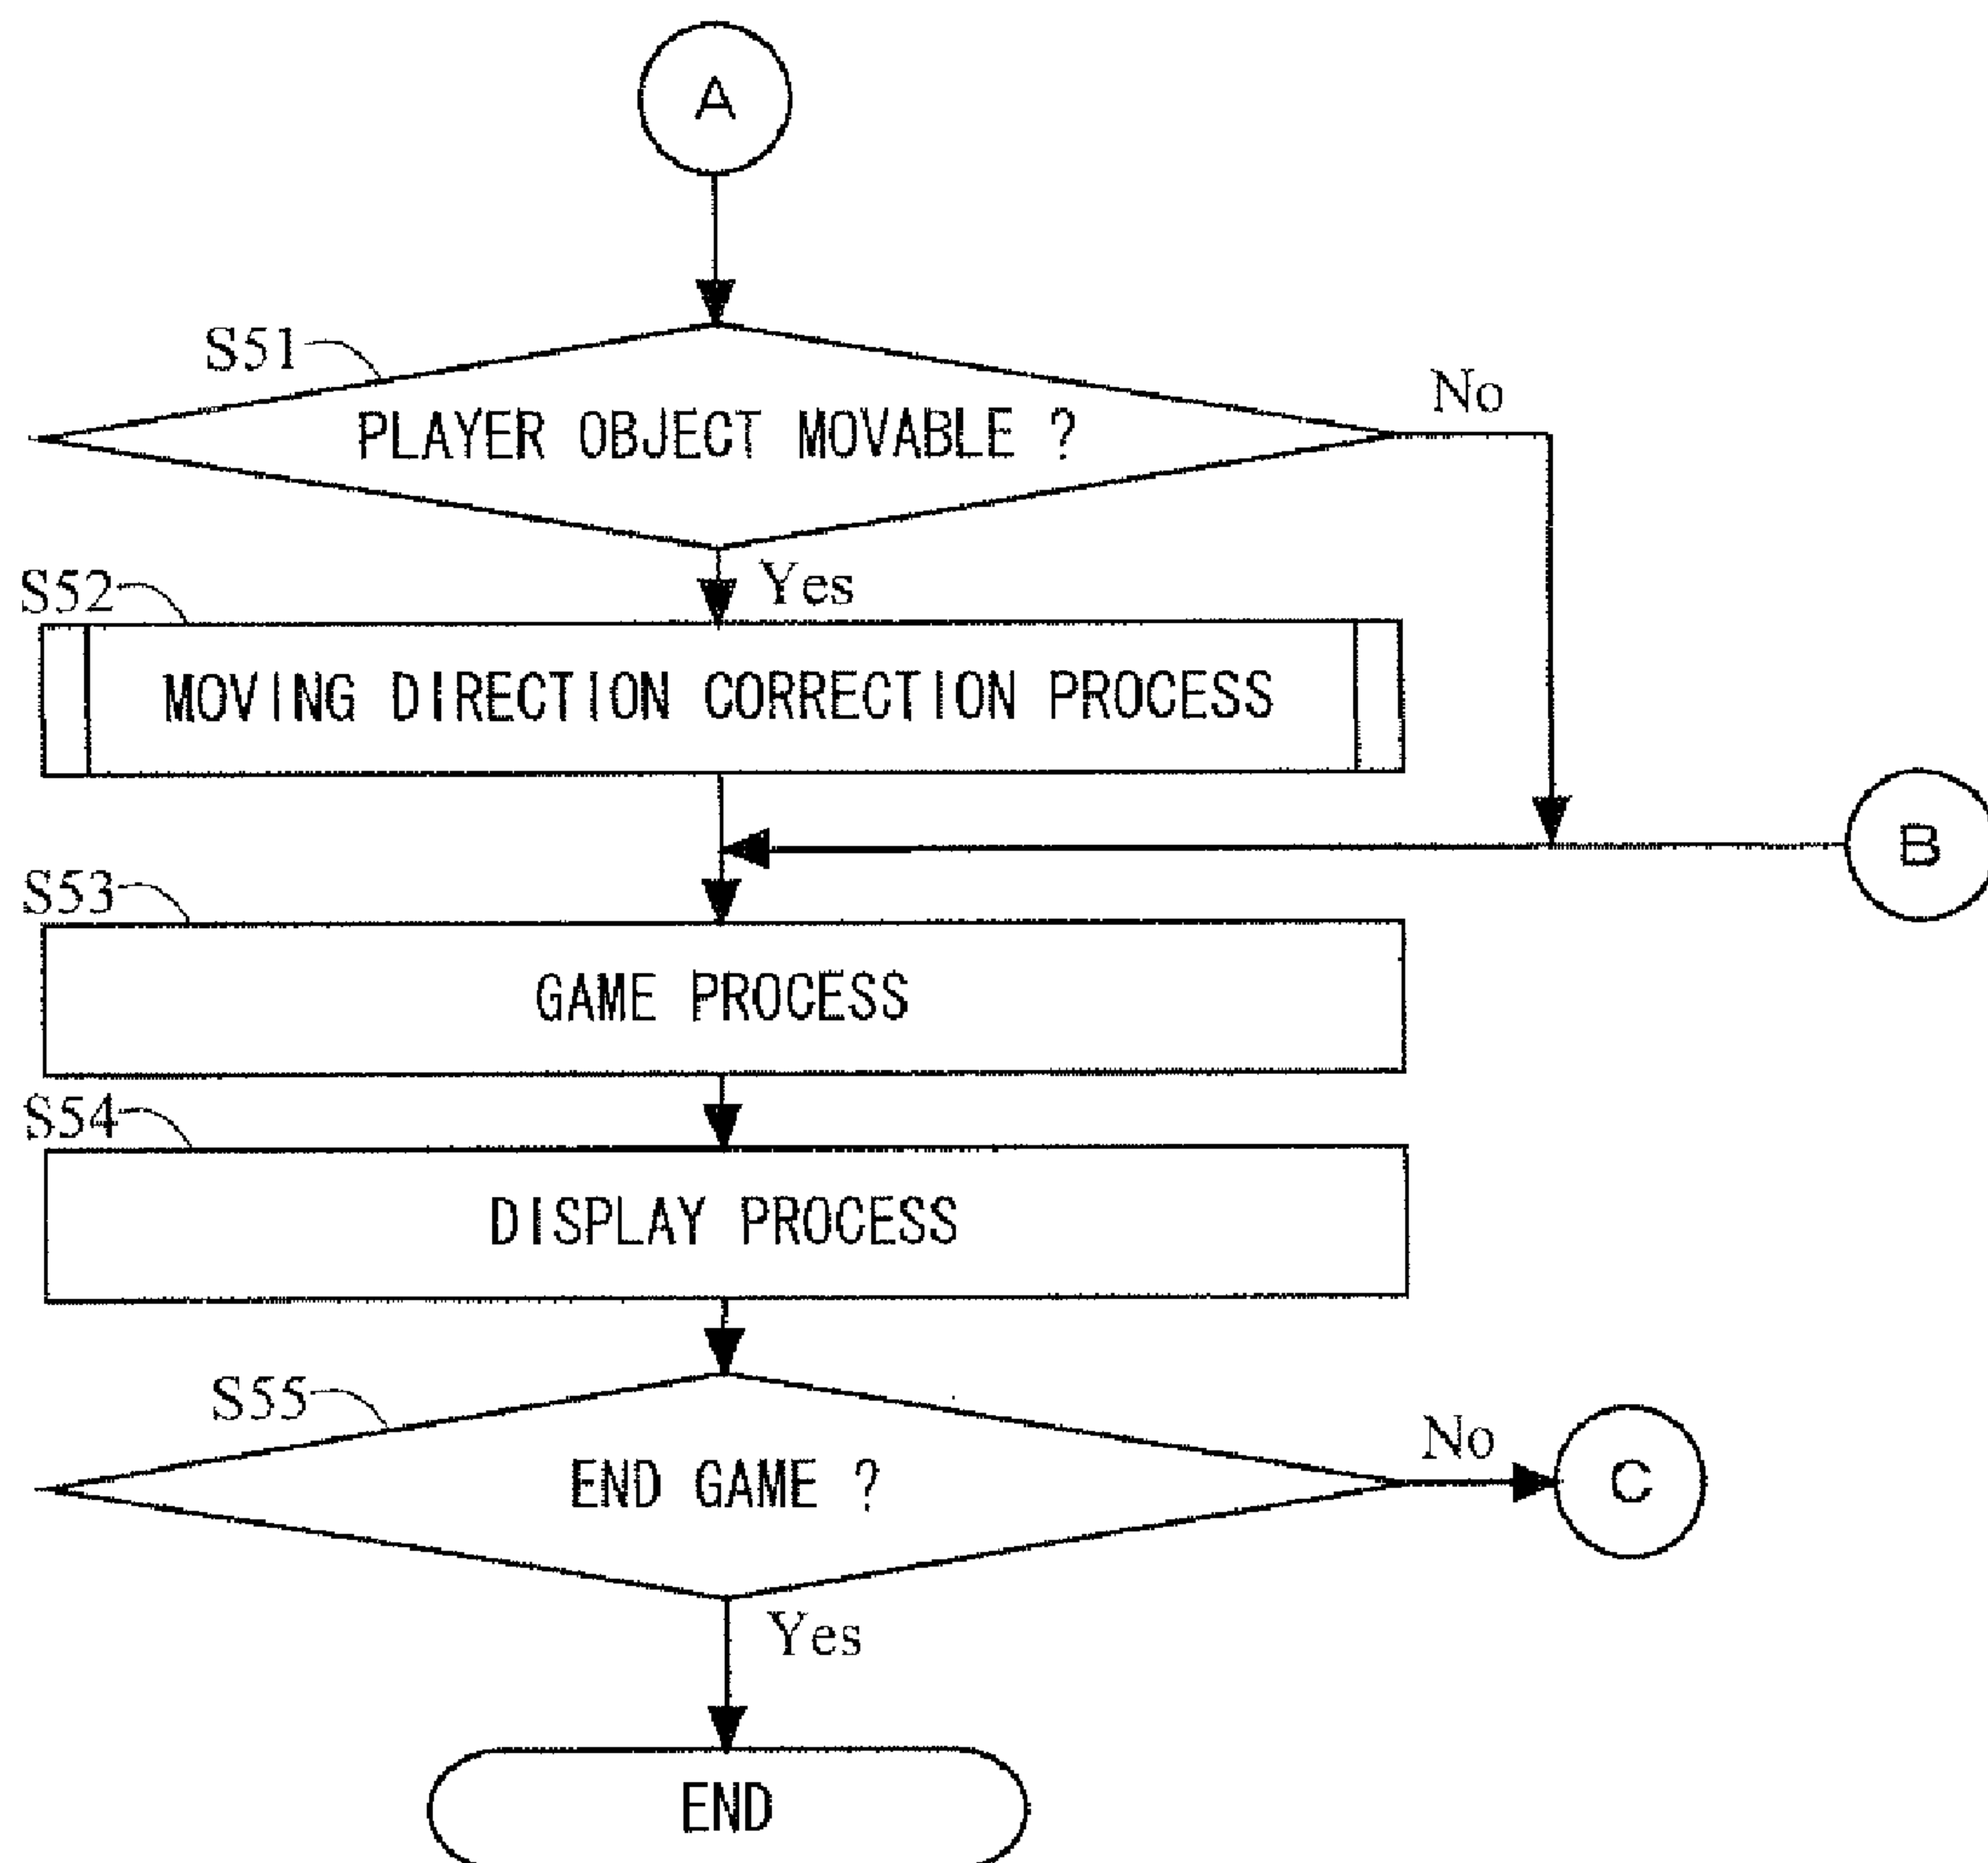 A
S51
No
PLAYER OBJECT MOVABLE ?
Yes
S52
MOVING DIRECTION CORRECTION PROCESS
B
S53
GAME PROCESS
S54
DISPLAY PROCESS
S55
No
END GAME ?
C
Yes
END